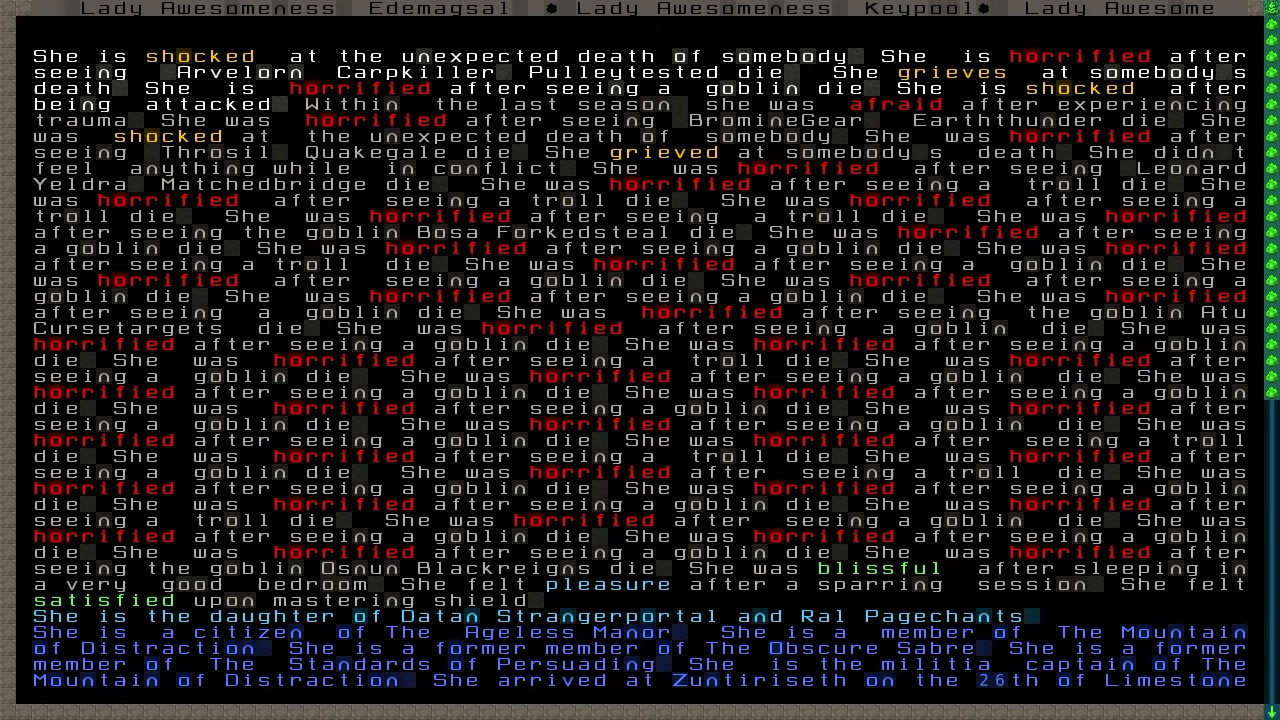 Lady Awesomeness Edemagsal • Lady Awesomeness Keypool• Lady Awesome
She is shocked at the unexpected death of somebody She is horrified after
seeing Arvelorn Carpkiller Pulleytested die She grieves at somebody s
death She is horrified after seeing a goblin die She is shocked after
being attacked Within the last season she was afraid after experiencing
trauma She was horrified after seeing BromineGear Earththunder die She
was shocked at the unexpected death of somebody She was horrified after
seeing Throsil Quakegale die She grieved at somebody s death She didn t
feel anything while in conflict She was horrified after seeing Leonard
Yeldra Matchedbridge die She was horrified after seeing a troll die She
was horrified after seeing a troll die She was horrified after seeing a
troll die She was horrified after seeing a troll die She was horrified
after seeing the goblin Bosa Forkedsteal die She was horrified after seeing
a goblin die She was horrified after seeing a goblin die She was horrified
after seeing a troll die She was horrified after seeing a goblin die She
was horrified after seeing a goblin die She was horrified after seeing a
goblin die She was horrified after seeing a goblin die She was horrified
after seeing a goblin die She was horrified after seeing the goblin Atu
Cursetargets die She was horrified after seeing a goblin die She was
horrified after seeing a goblin die She was horrified after seeing a goblin
die She was horrified after seeing a troll die She was horrified after
seeing a goblin die She was horrified after seeing a goblin die She was
horrified after seeing a goblin die She was horrified after seeing a goblin
die She was horrified after seeing a goblin die She was horrified after
seeing a goblin die She was horrified after seeing a goblin die She was
horrified after seeing a goblin die She was horrified after seeing a troll
die She was horrified after seeing a troll die She was horrified after
seeing a goblin die She was horrified after seeing a troll die She was
horrified after seeing a goblin die She was horrified after seeing a goblin
die She was horrified after seeing a goblin die She was horrified after
seeing a troll die She was horrified after seeing a goblin die She was
horrified after seeing a goblin die She was horrified after seeing a goblin
die She was horrified after seeing a goblin die She was horrified after
seeing the goblin Osnun Blackreigns die She was blissful after sleeping in
a very good bedroom She felt pleasure after a sparring session She felt
satisfied upon mastering shield
She is the daughter of Datan Strangerportal and Ral Pagechants
She is a citizen of The Ageless Manor She is a member of The Mountain
of Distraction She is a former member of The Obscure Sabre She is a former
member of The Standards of Persuading She is the militia captain of The
Mountain of Distraction She arrived at Zuntiriseth on the 26th of Limestone